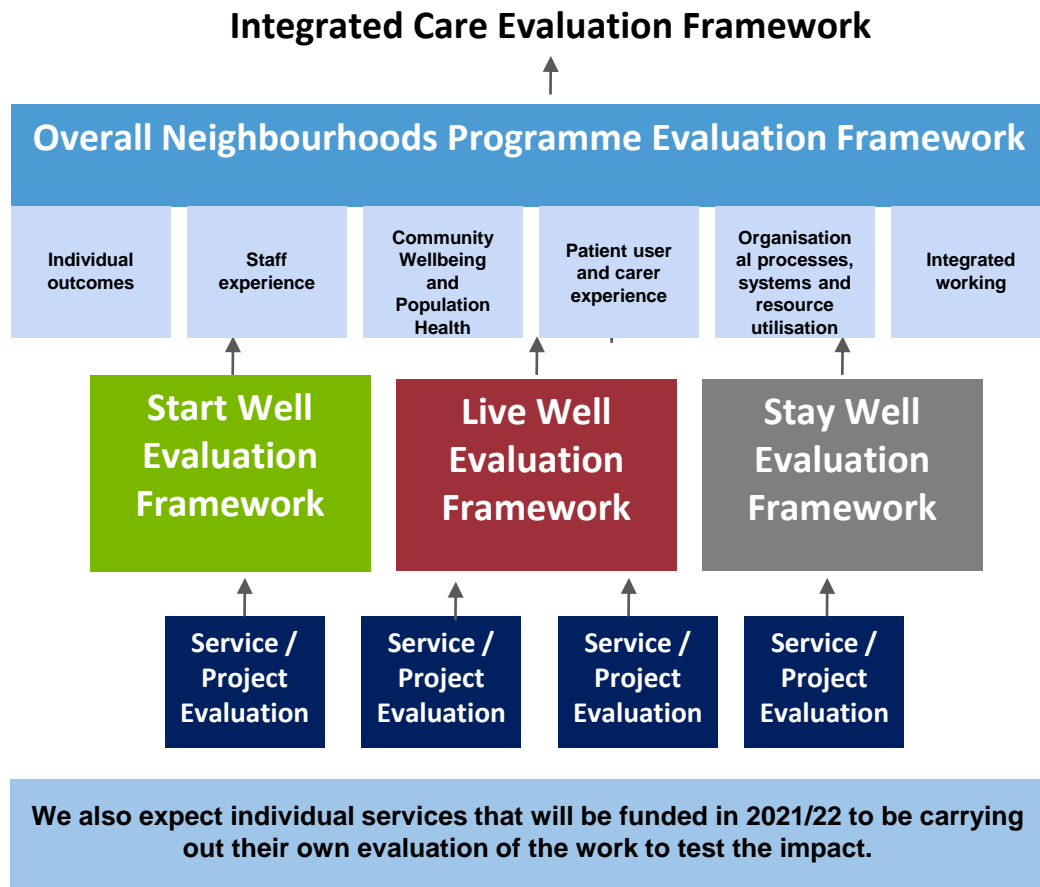 Integrated Care Evaluation Framework
Overall Neighbourhoods Programme Evaluation Framework
Individual
outcomes
Staff
experience
Community
Wellbeing
and
Population
Health
Patient user
and carer
experience
Organisation
al processes,
systems and
resource
utilisation
Integrated
working
Start Well
Evaluation
Framework
Live Well
Evaluation
Framework
Stay Well
Evaluation
Framework
Service /
Project
Evaluation
Service /
Project
Evaluation
Service /
Project
Evaluation
Service /
Project
Evaluation
We also expect individual services that will be funded in 2021/22 to be carrying
out their own evaluation of the work to test the impact.